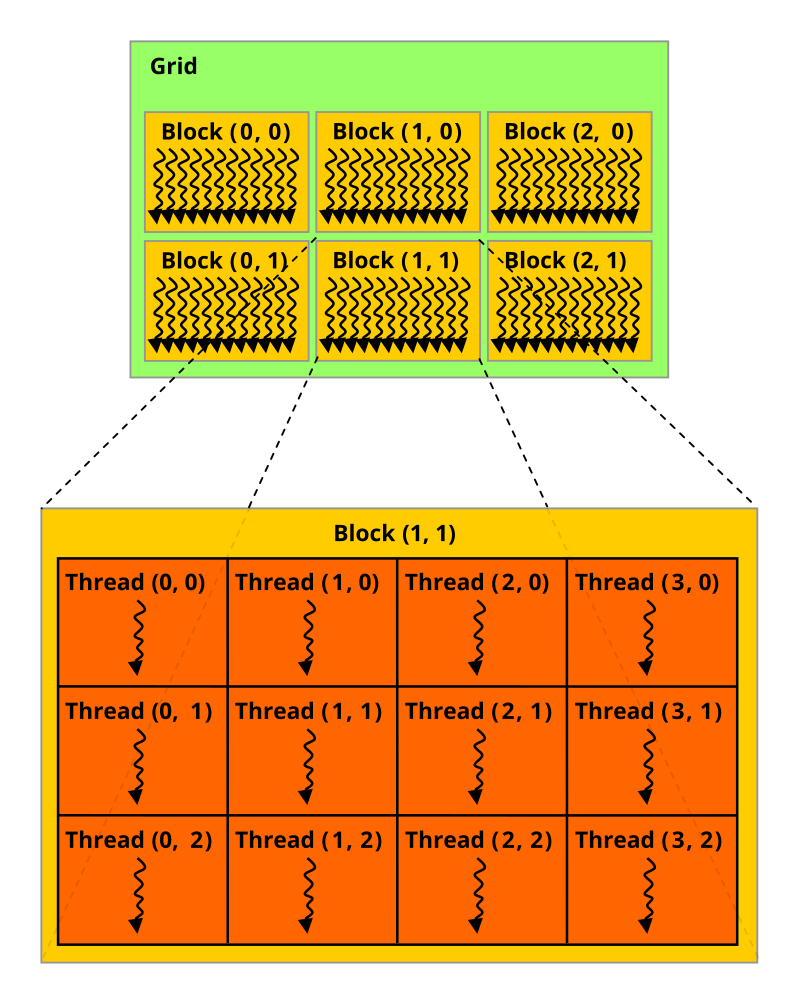 Grid
Block (0, 0) Block (1, 0) Block (2, 0)
Block (0, 1) Block (1, 1) Block (2, 1)
Block (1, 1)
Thread (0, 0) Thread (1, 0) Thread (2, 0) Thread (3, 0)
Thread (0, 1) Thread (1, 1) Thread (2, 1) Thread (3, 1)
Thread (0, 2) Thread (1, 2) Thread (2, 2) Thread (3, 2)